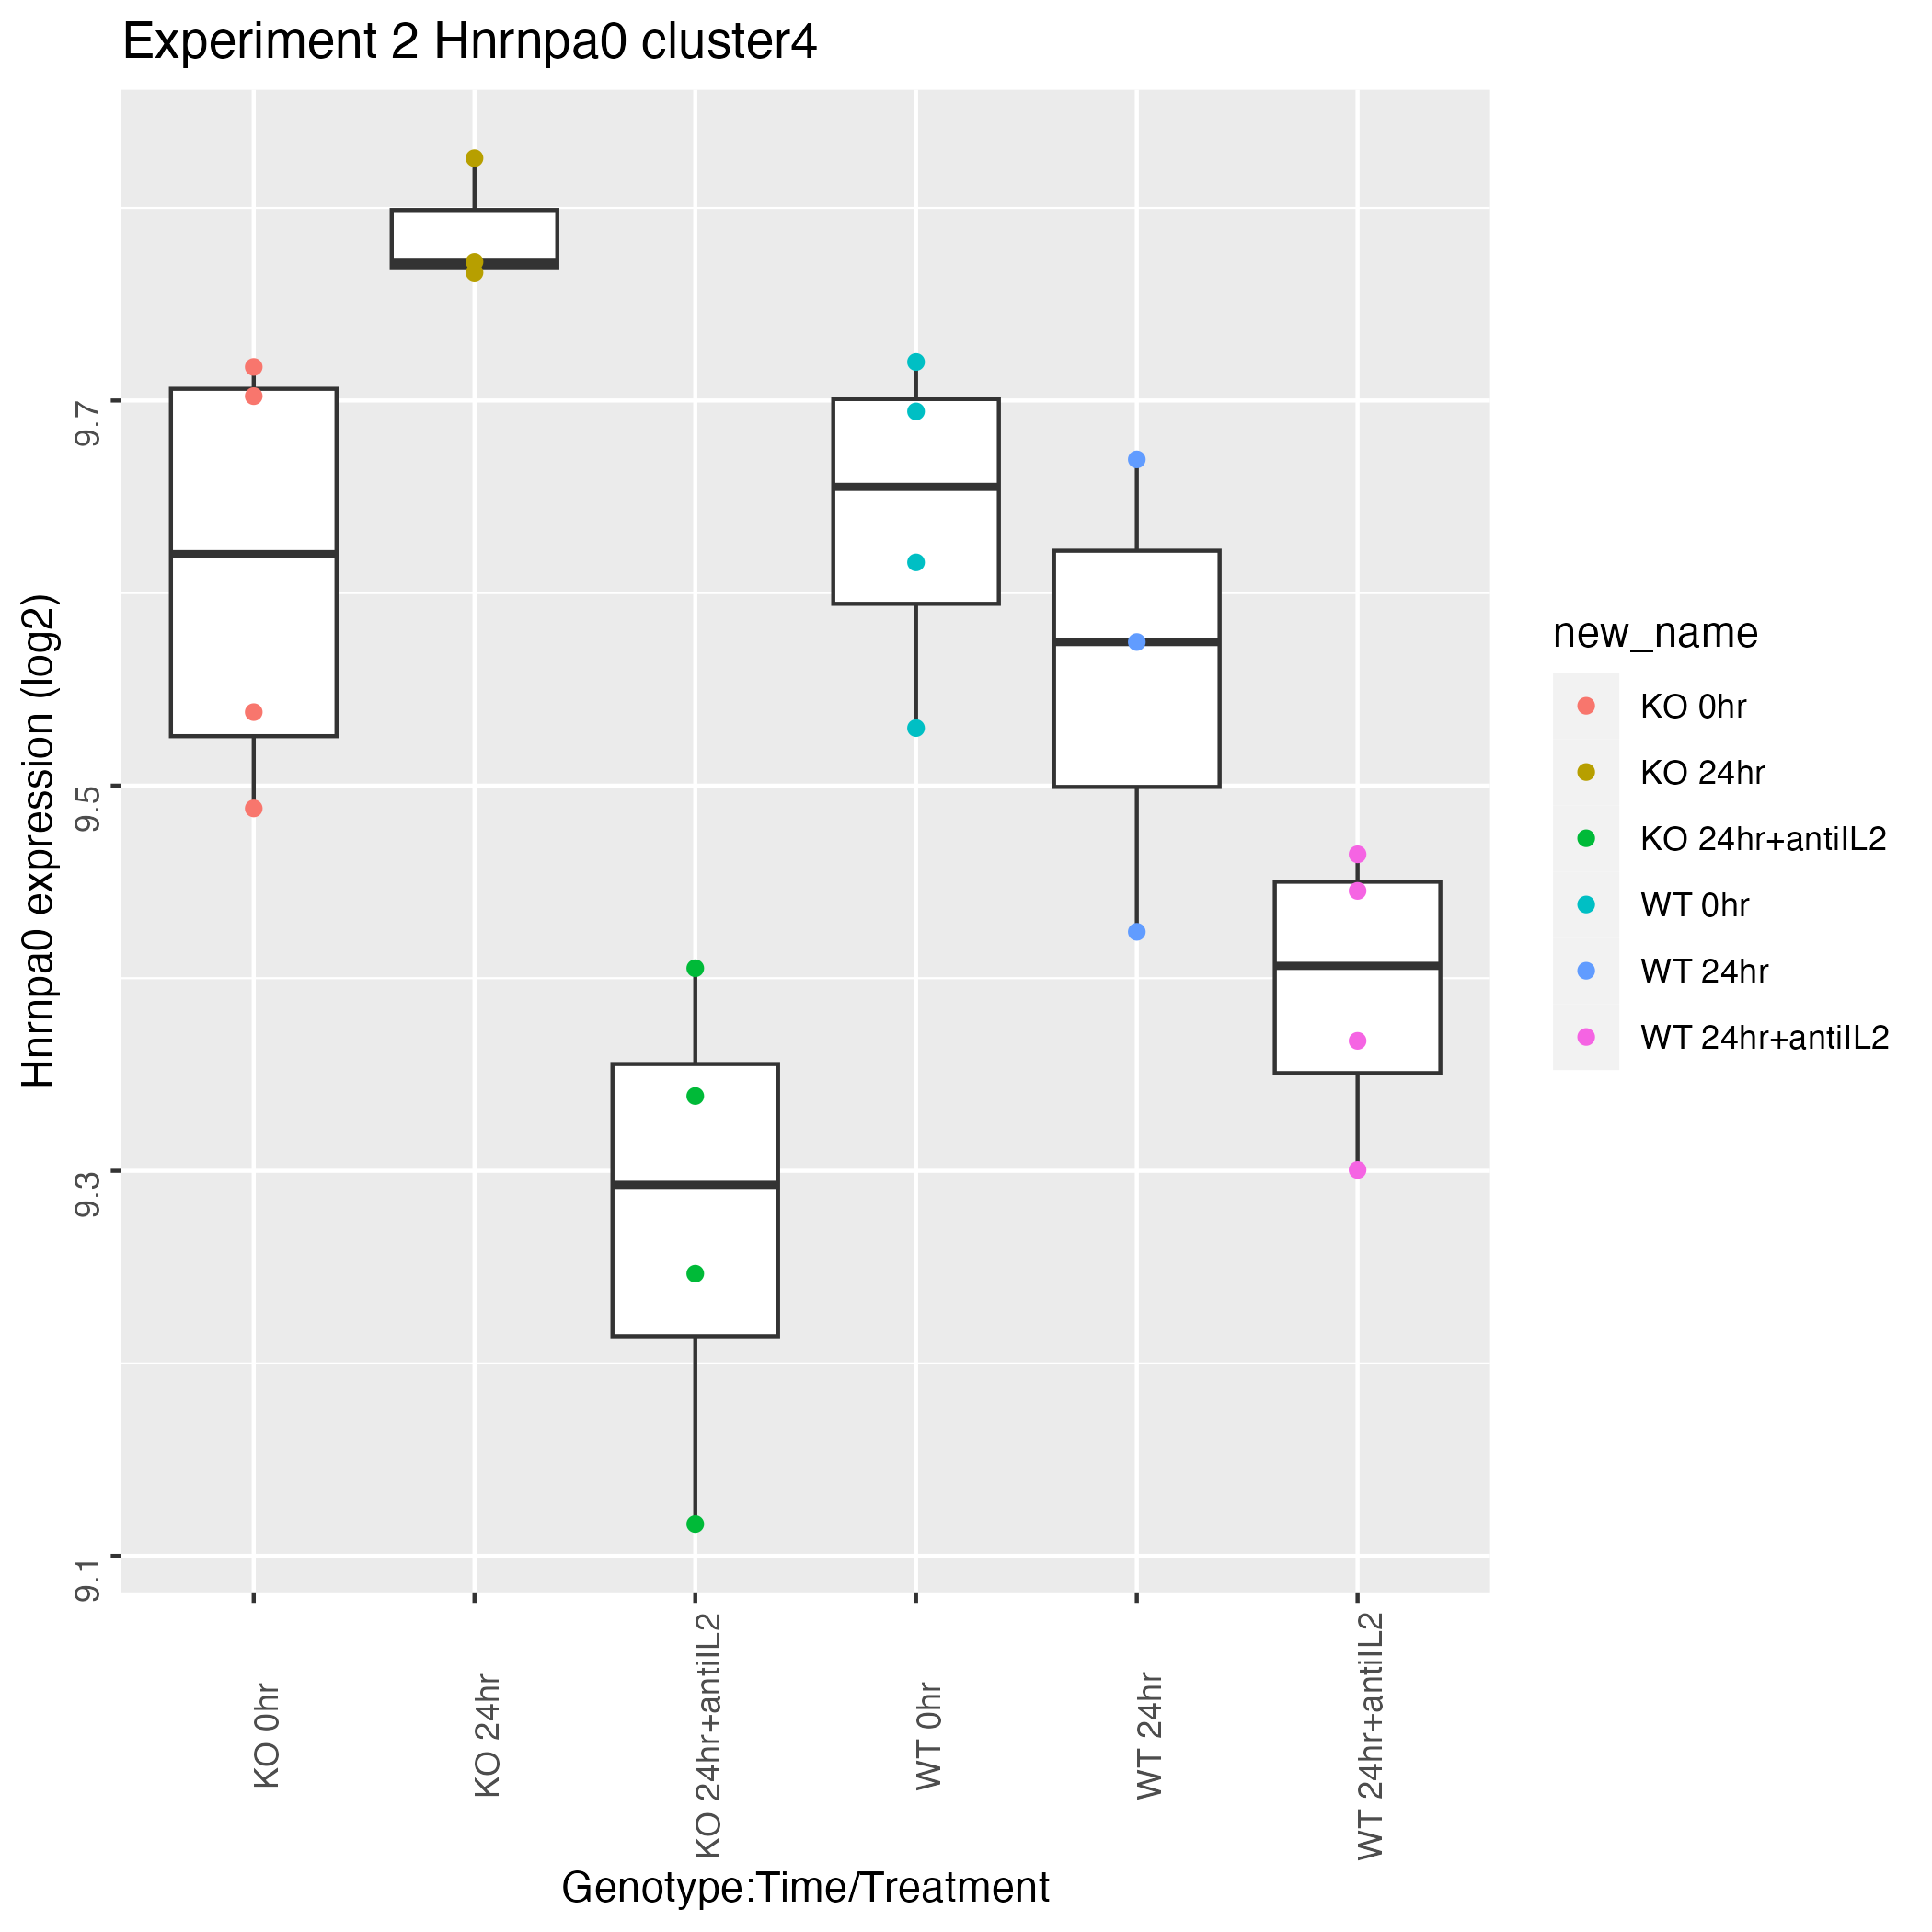 Experiment 2 Hnrnpa0 cluster4
Hnrnpa0 expression (log2)
9.7
9.5
9.3
9.1
KO 0hr
KO 24hr
KO 24hr+antiIL2
WT 0hr
WT 24hr
WT 24hr+antiIL2
Genotype:Time/Treatment
new_name
KO 0hr
KO 24hr
KO 24hr+antiIL2
WT 0hr
WT 24hr
WT 24hr+antiIL2